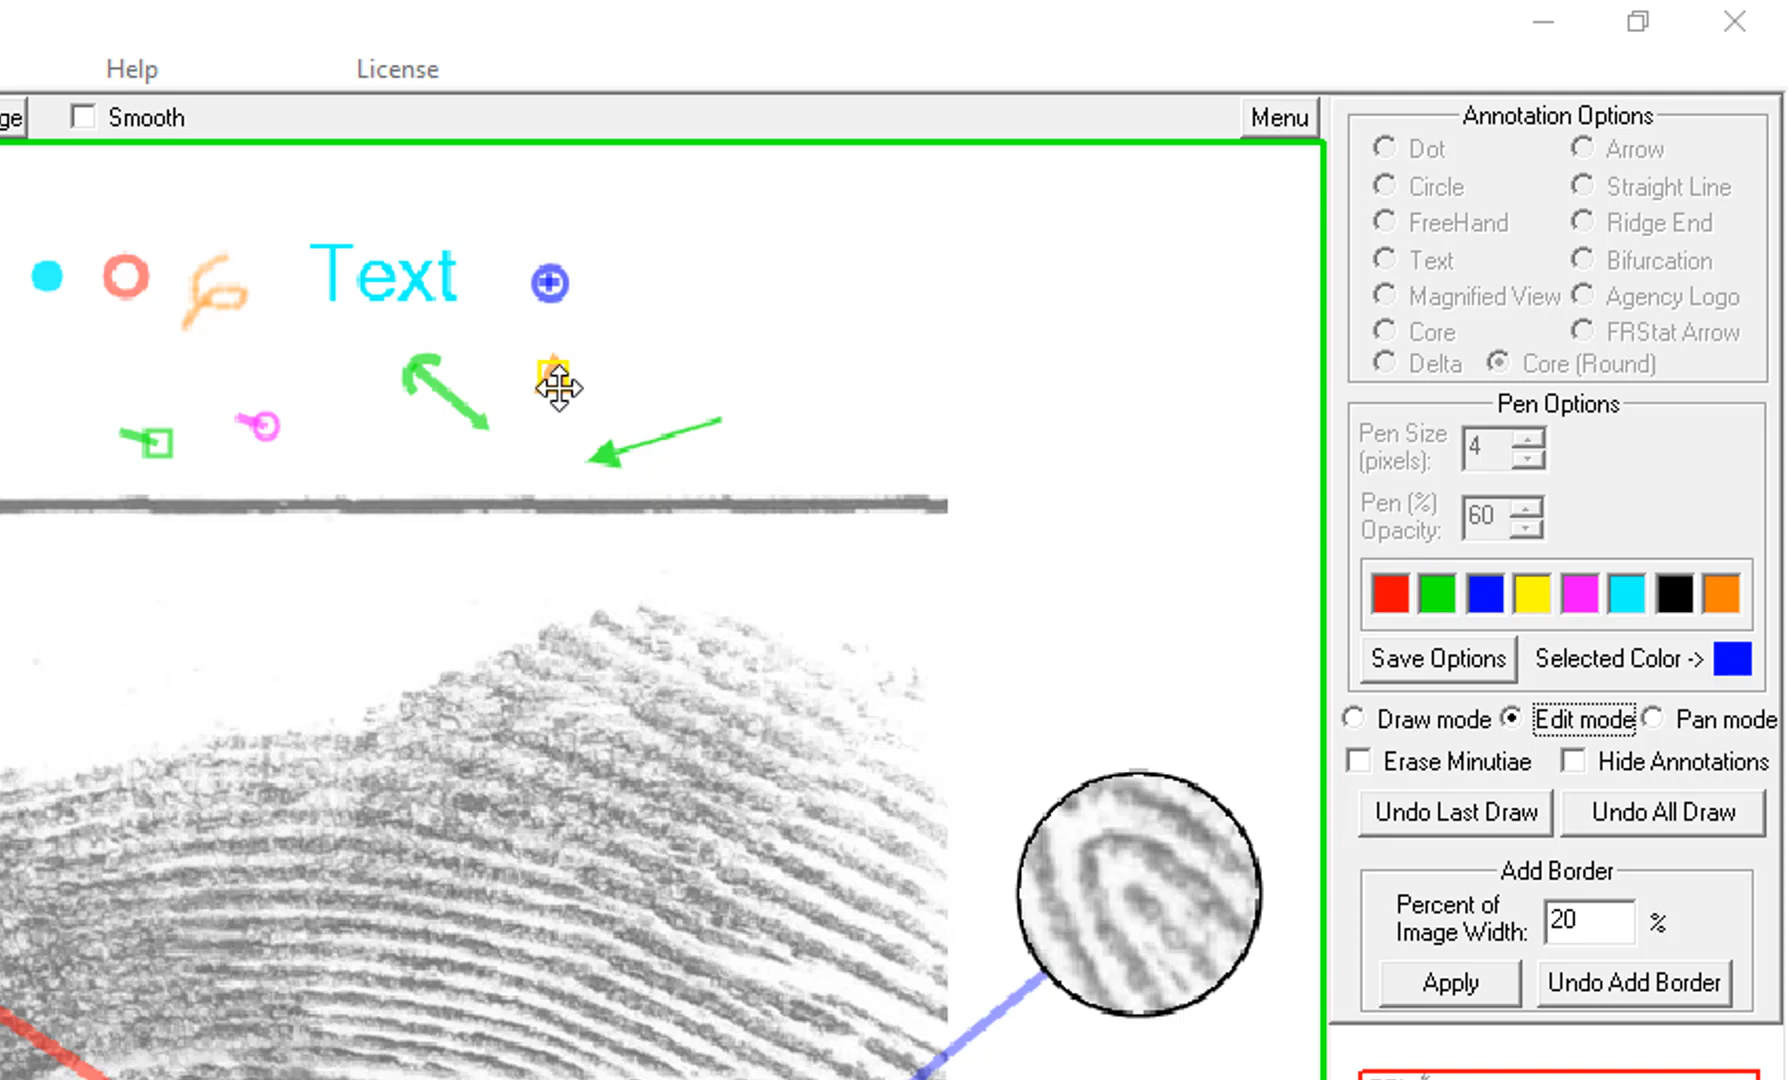 Help License
ge Smooth Menu
Annotation Options
Dot Arrow
Circle Straight Line
FreeHand Ridge End
Text Bifurcation
Magnified View Agency Logo
Core FRStat Arrow
Delta Core (Round)
Text
Pen Options
Pen Size (pixels): 4
Pen (%) Opacity: 60
Save Options Selected Color ->
Draw mode Edit mode Pan mode
Erase Minutiae Hide Annotations
Undo Last Draw Undo All Draw
Add Border
Percent of
Image Width: 20 %
Apply Undo Add Border